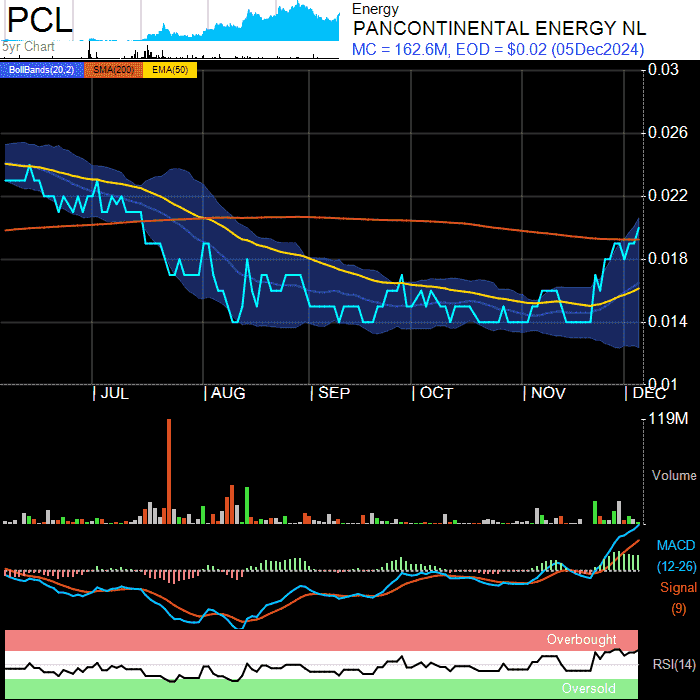 PCL
5yr Chart
Energy
PANCONTINENTAL ENERGY NL
MC = 162.6M, EOD = $0.02 (05Dec2024)
BollBands(20,2) SMA(200) EMA(50)
0.03
0.026
0.022
0.018
0.014
0.01
JUL AUG SEP OCT NOV DEC
119M
Volume
MACD
(12-26)
Signal
(9)
Overbought
RSI(14)
Oversold